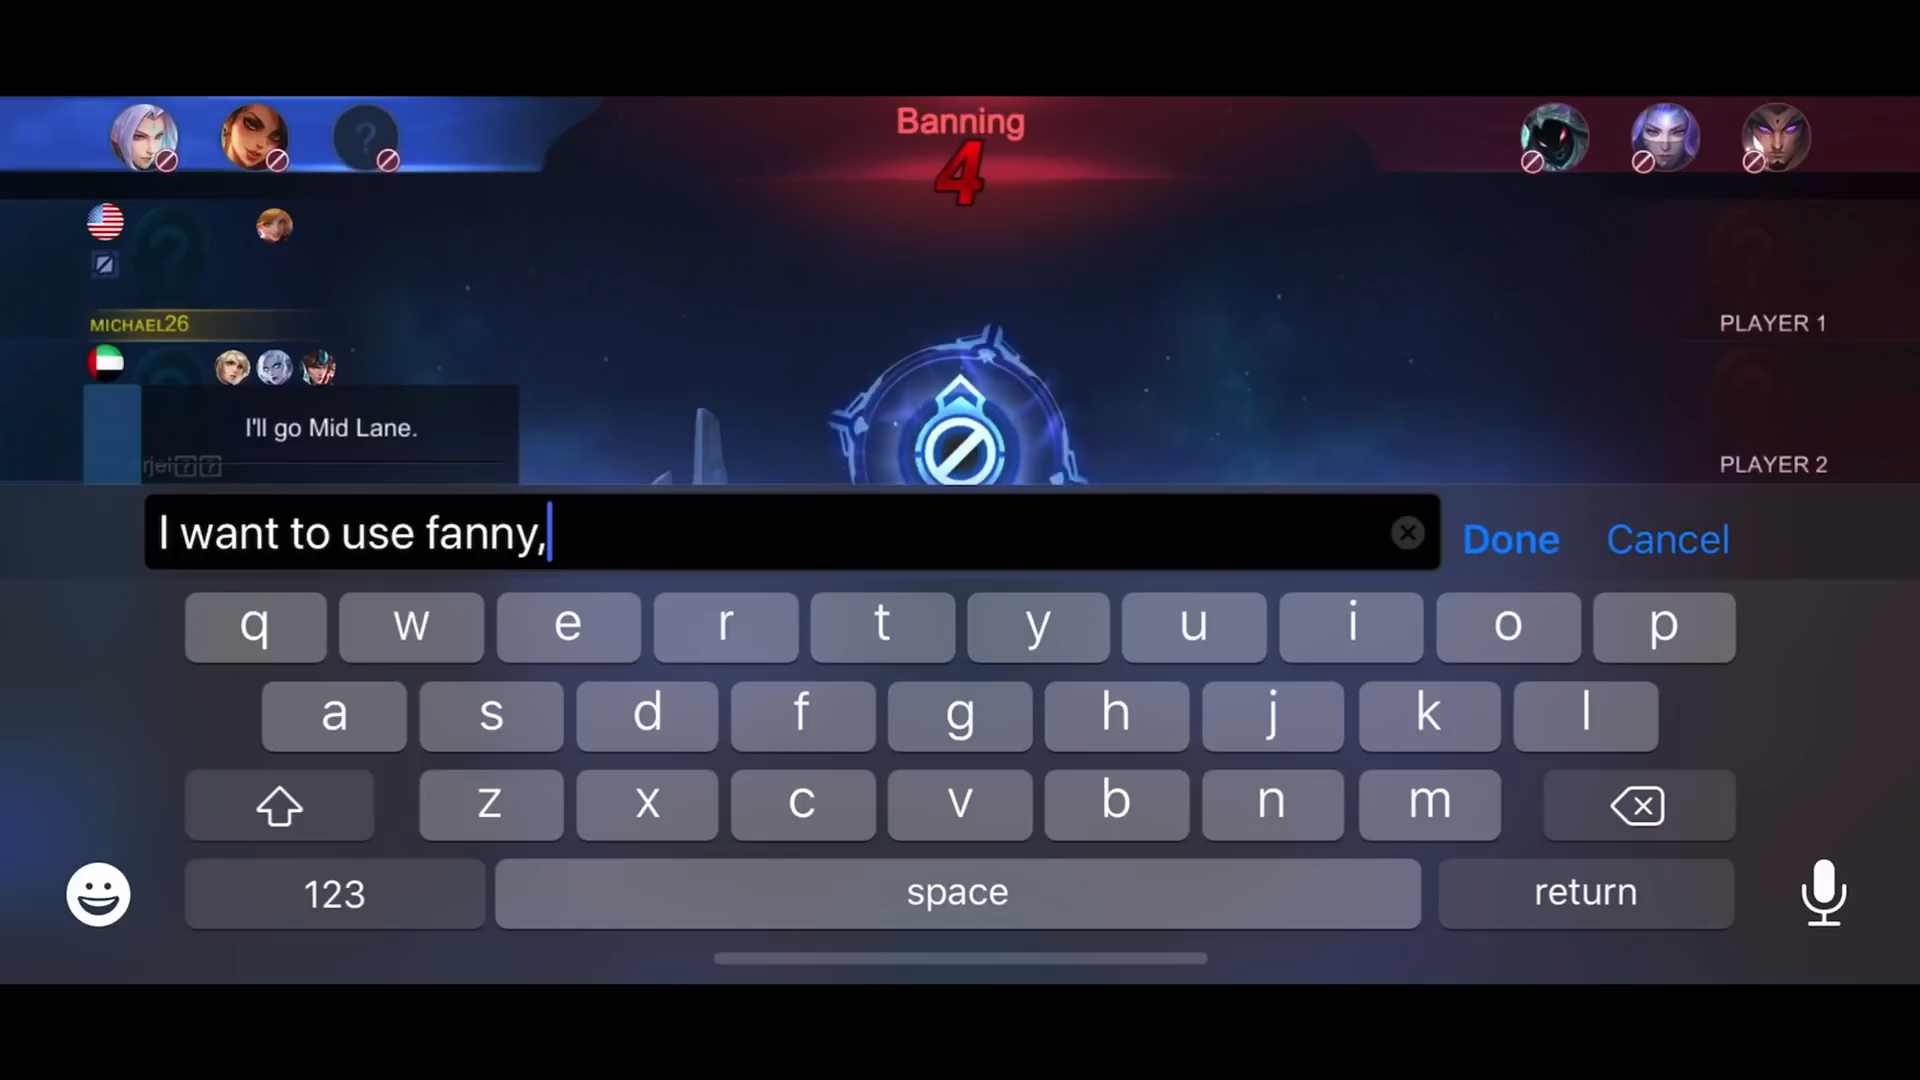 Banning
4
MICHAEL26
PLAYER 1
I'll go Mid Lane.
rjei
PLAYER 2
I want to use fanny,
Done
Cancel
q w e r t y u i o p
a s d f g h j k l
z x c v b n m
123
space
return